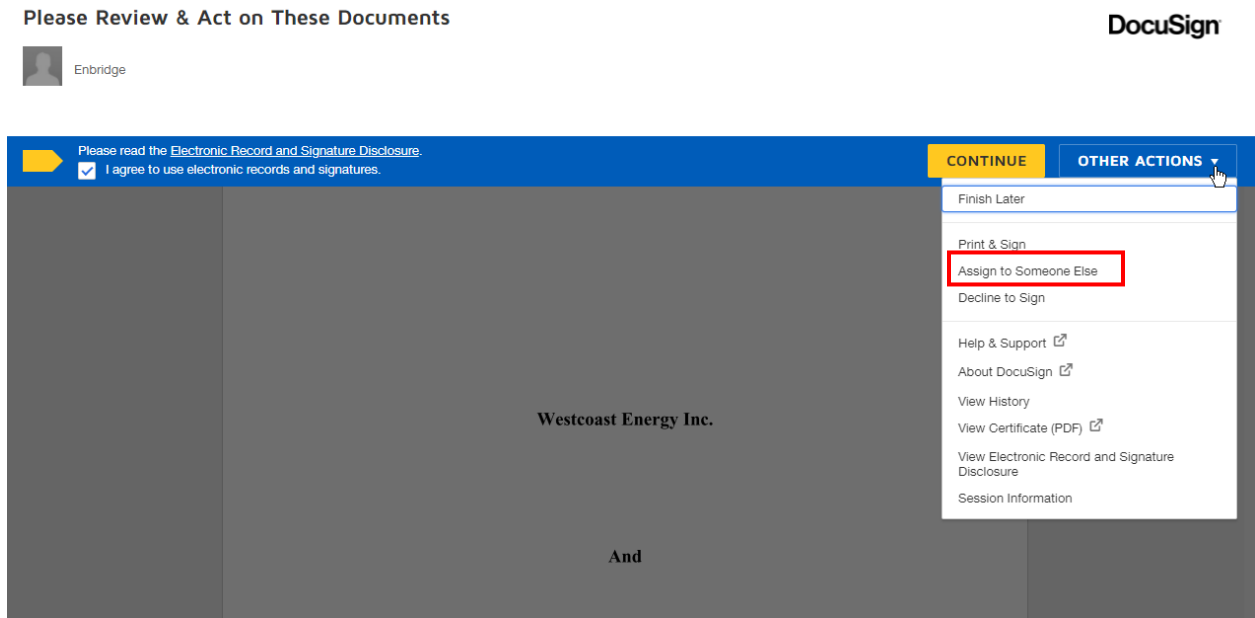 Please Review & Act on These Documents
DocuSign
Enbridge
Please read the Electronic Record and Signature Disclosure.
I agree to use electronic records and signatures.
CONTINUE
OTHER ACTIONS
Finish Later
Print & Sign
Assign to Someone Else
Decline to Sign
Help & Support
About DocuSign
View History
View Certificate (PDF)
View Electronic Record and Signature
Disclosure
Session Information
Westcoast Energy Inc.
And